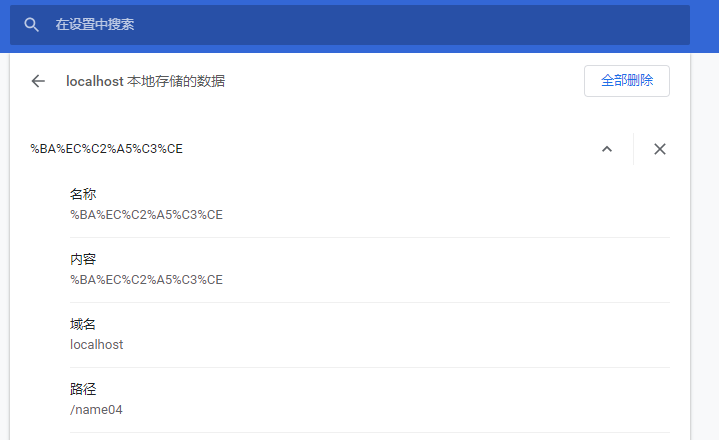 在设置中搜索
localhost 本地存储的数据
全部删除
%BA%EC%C2%A5%C3%CE
名称
%BA%EC%C2%A5%C3%CE
内容
%BA%EC%C2%A5%C3%CE
域名
localhost
路径
/name04